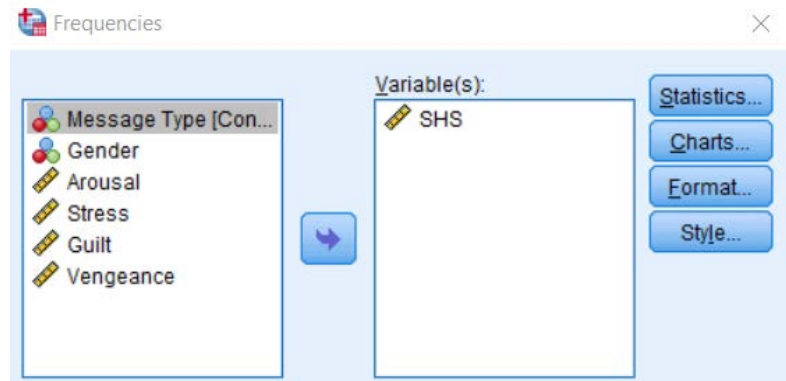 Frequencies
Variable(s):
Message Type [Con...
Gender
Arousal
Stress
Guilt
Vengeance
SHS
Statistics...
Charts...
Format...
Style...